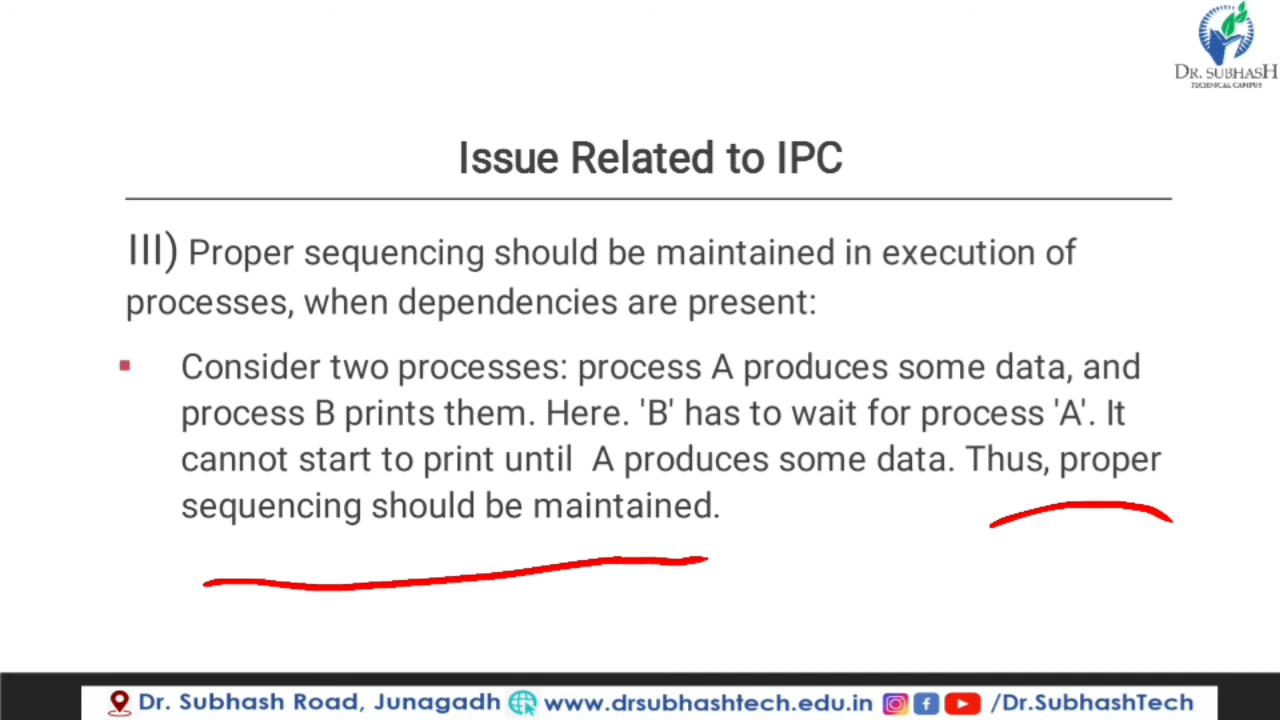 DR. SUBHASH
TECHNICAL CAMPUS
Issue Related to IPC
III) Proper sequencing should be maintained in execution of
processes, when dependencies are present:
▪ Consider two processes: process A produces some data, and
process B prints them. Here. 'B' has to wait for process 'A'. It
cannot start to print until A produces some data. Thus, proper
sequencing should be maintained.
Dr. Subhash Road, Junagadh www.drsubhashtech.edu.in /Dr.SubhashTech